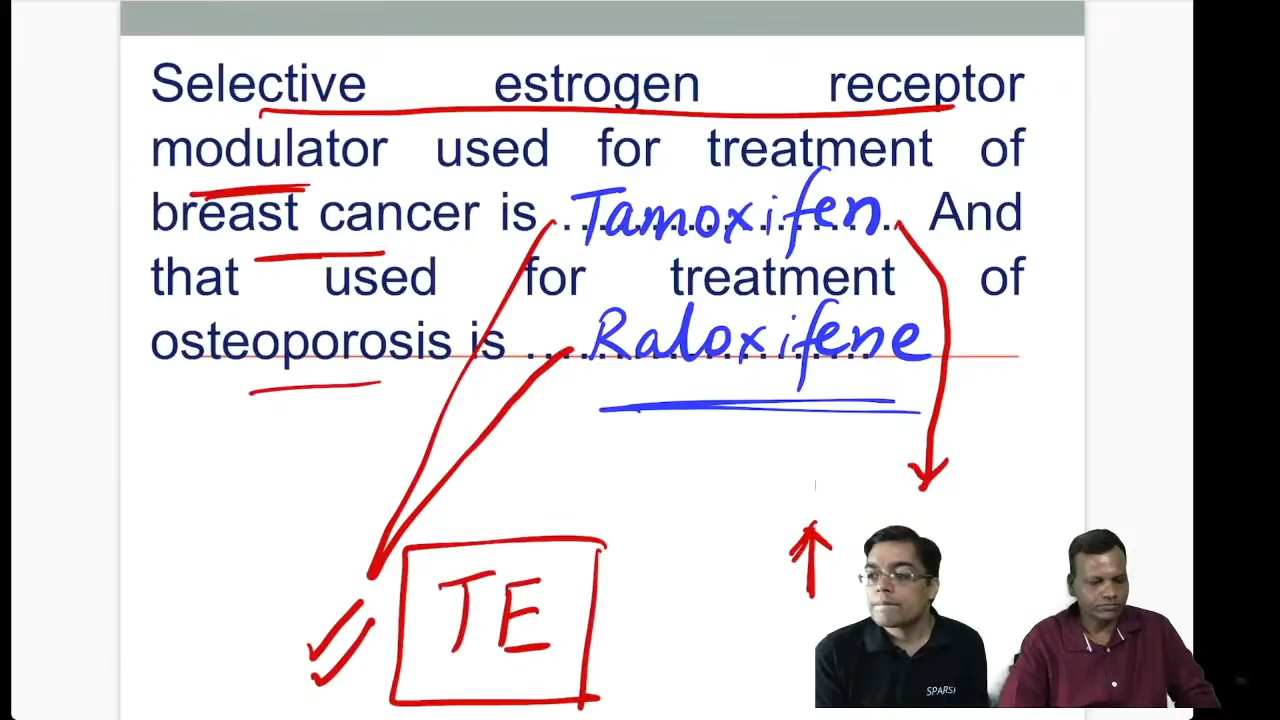 Selective estrogen receptor
modulator used for treatment of
breast cancer is ..Tamoxifen.. And
that used for treatment of
osteoporosis is ....Raloxifene
TE
SPARSH